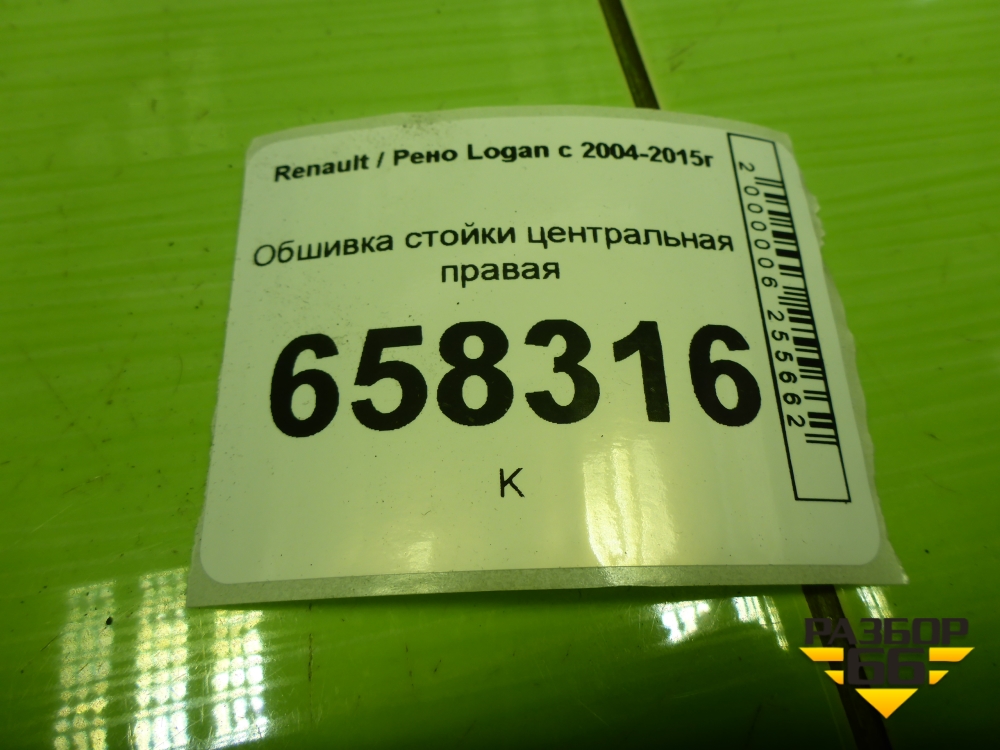 Renault / Рено Logan с 2004-2015г
Обшивка стойки центральная
правая
658316
К
2000006255662
РАЗБОР
66